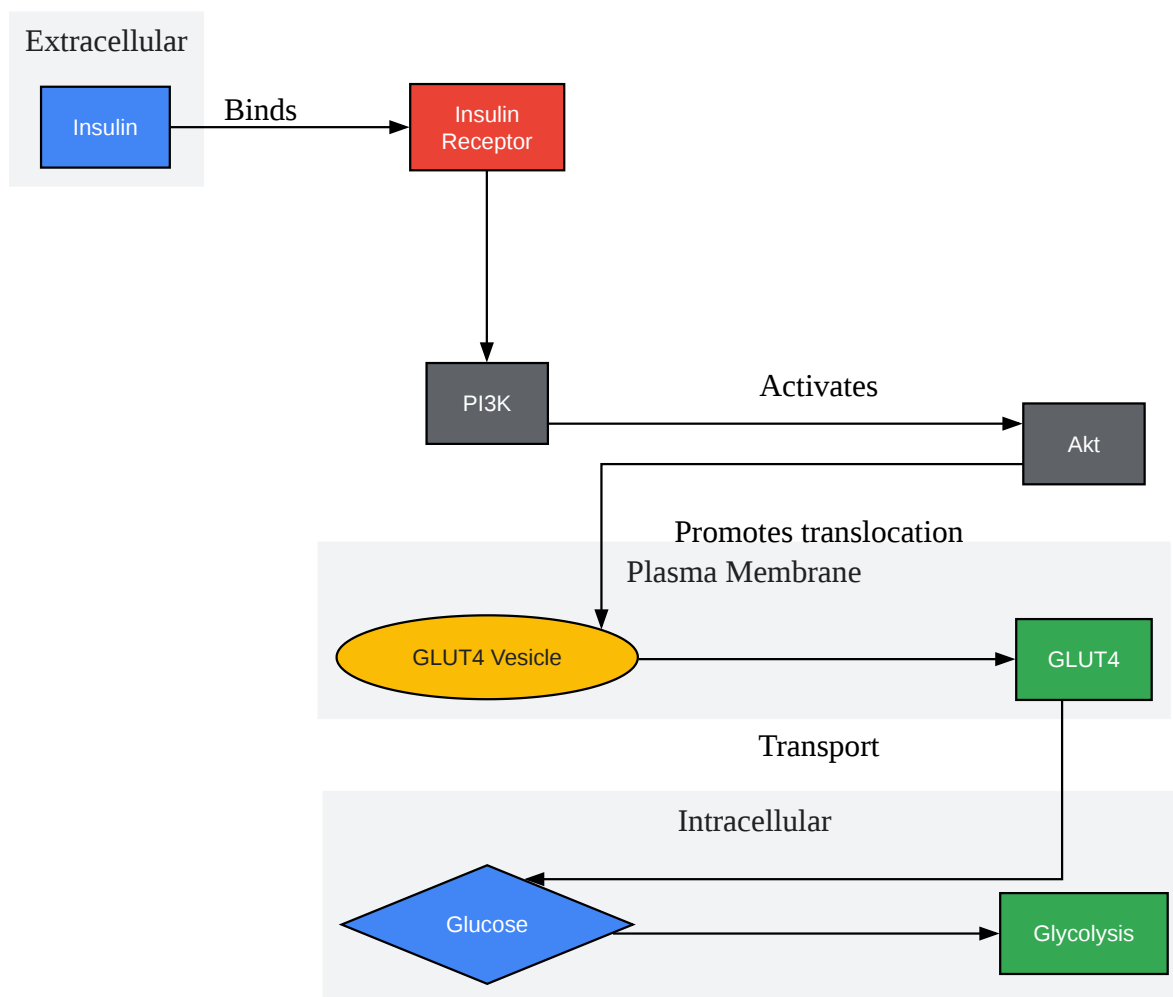 Extracellular
Insulin
Binds
Insulin
Receptor
PI3K
Activates
Akt
Promotes translocation
Plasma Membrane
GLUT4 Vesicle
GLUT4
Transport
Intracellular
Glucose
Glycolysis